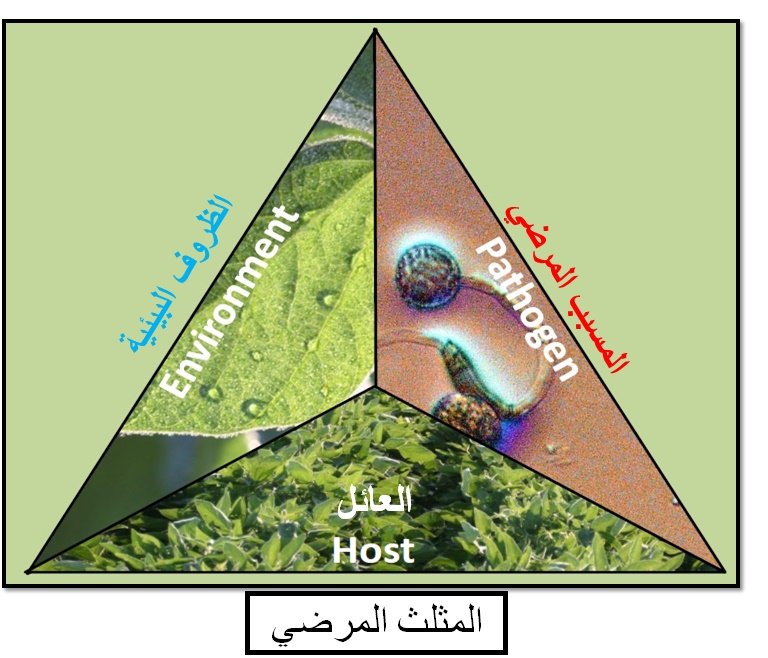 الظروف البيئية
Environment
المسبب المرضي
Pathogen
العائل
Host
المثلث المرضي